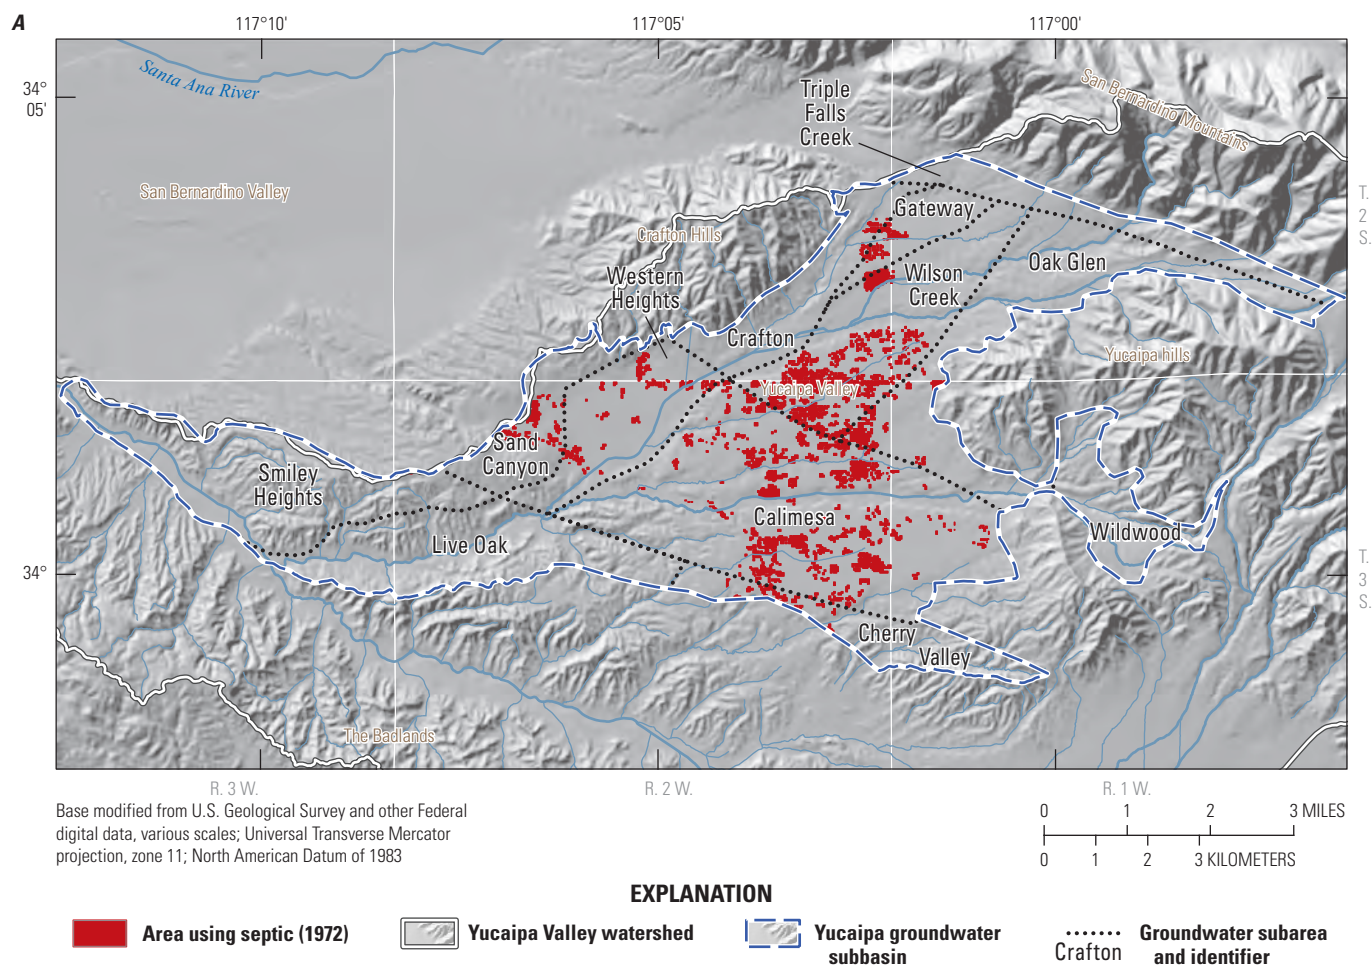 A
117°10'
117°05'
117°00'
34°
05'
Santa Ana River
San Bernardino Mountains
Triple
Falls
Creek
San Bernardino Valley
T.
2
S.
Gateway
Crafton Hills
Oak Glen
Western
Heights
Wilson
Creek
Crafton
Yucaipa hills
Yucaipa Valley
Sand
Canyon
Smiley
Heights
Calimesa
Wildwood
Live Oak
34°
T.
3
S.
Cherry
Valley
The Badlands
R. 3 W.
R. 2 W.
R. 1 W.
Base modified from U.S. Geological Survey and other Federal
digital data, various scales; Universal Transverse Mercator
projection, zone 11; North American Datum of 1983
0 1 2 3 MILES
0 1 2 3 KILOMETERS
EXPLANATION
Area using septic (1972)
Yucaipa Valley watershed
Yucaipa groundwater
subbasin
Crafton
Groundwater subarea
and identifier